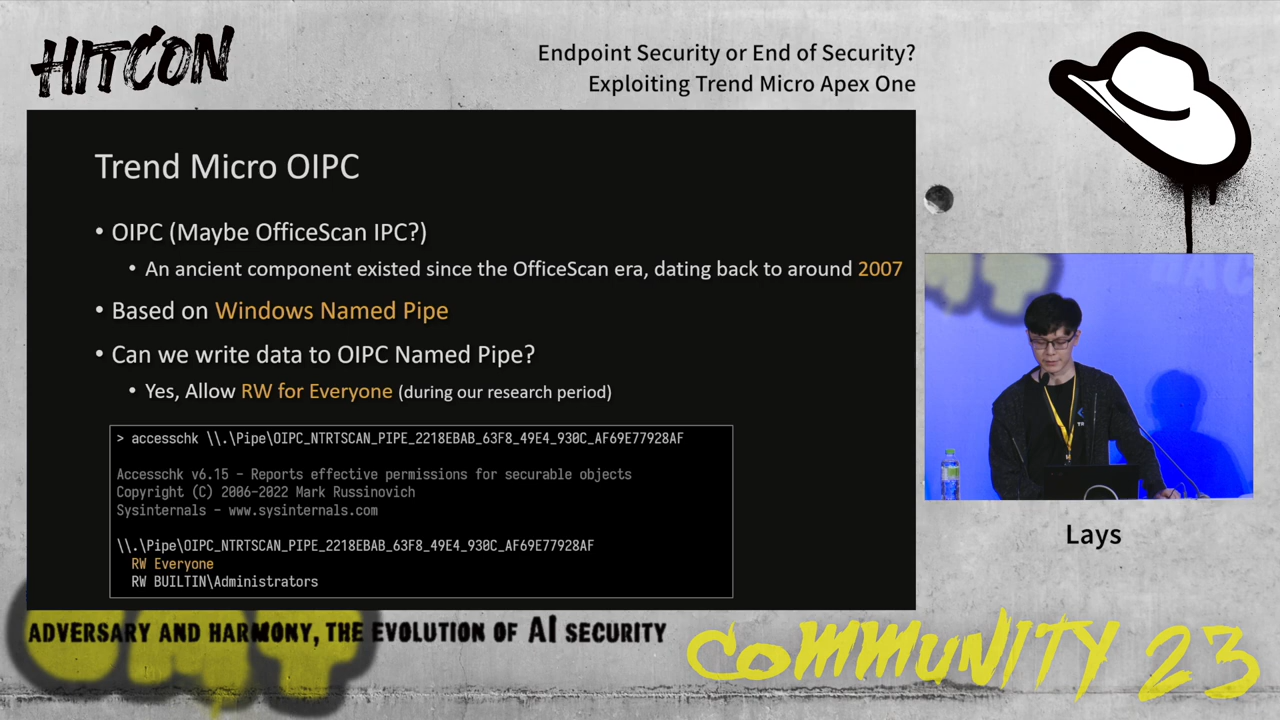 HITCON
Endpoint Security or End of Security?
Exploiting Trend Micro Apex One
Trend Micro OIPC
• OIPC (Maybe OfficeScan IPC?)
• An ancient component existed since the OfficeScan era, dating back to around 2007
• Based on Windows Named Pipe
• Can we write data to OIPC Named Pipe?
• Yes, Allow RW for Everyone (during our research period)
> accesschk \\.\Pipe\OIPC_NTRTSCAN_PIPE_2218EBAB_63F8_49E4_930C_AF69E77928AF
Accesschk v6.15 – Reports effective permissions for securable objects
Copyright (C) 2006-2022 Mark Russinovich
Sysinternals – www.sysinternals.com
\\.\Pipe\OIPC_NTRTSCAN_PIPE_2218EBAB_63F8_49E4_930C_AF69E77928AF
RW Everyone
RW BUILTIN\Administrators
Lays
ADVERSARY AND HARMONY, THE EVOLUTION OF AI SECURITY
COMMUNITY 23